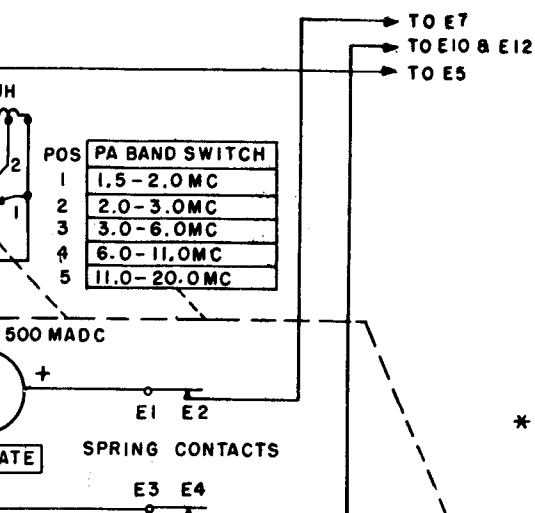 TO E7
TO E10 & E12
TO E5
UH
POS PA BAND SWITCH
1 1.5-2.0MC
2 2.0-3.0MC
3 3.0-6.0MC
4 6.0-11.0MC
5 11.0-20.0MC
2
1
500 MADC
+
E1 E2
*
SPRING CONTACTS
ATE
E3 E4